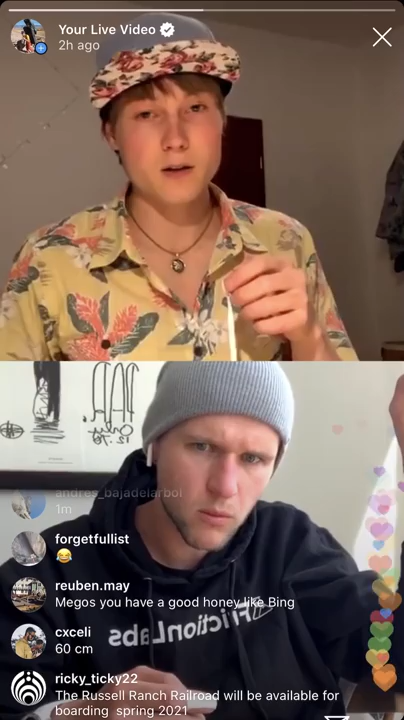 Your Live Video
2h ago
andres_bajadelarbol
1m
forgetfullist
😂
reuben.may
Megos you have a good honey like Bing
cxceli
60 cm
FrictionLabs
ricky_ticky22
The Russell Ranch Railroad will be available for
boarding spring 2021